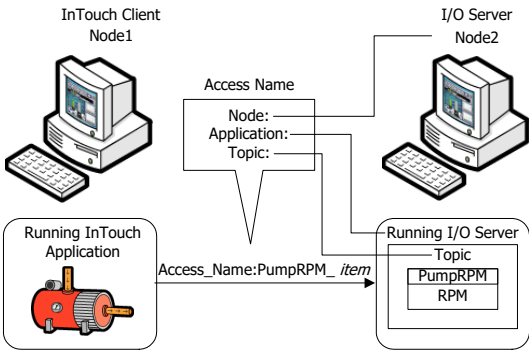 InTouch Client
Node1
I/O Server
Node2
Access Name
Node:
Application:
Topic:
Running InTouch
Application
Access_Name:PumpRPM_ item
Running I/O Server
Topic
PumpRPM
RPM